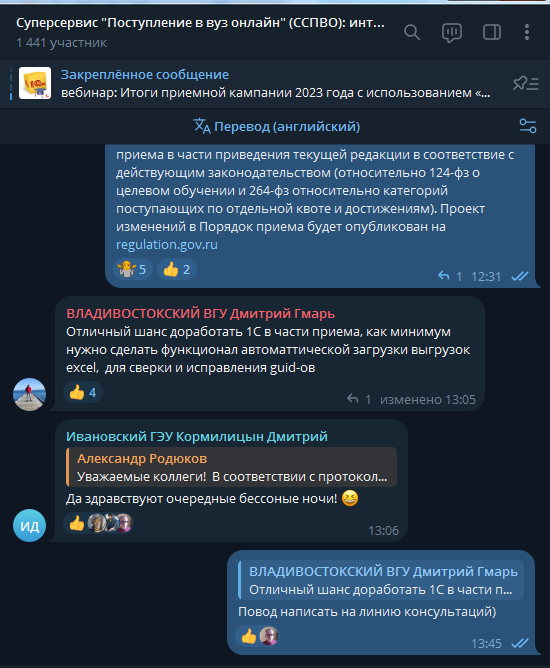 Суперсервис "Поступление в вуз онлайн" (ССПВО): инт...
1 441 участник
Закреплённое сообщение
вебинар: Итоги приемной кампании 2023 года с использованием «...
Перевод (английский)
приема в части приведения текущей редакции в соответствие с
действующим законодательством (относительно 124-фз о
целевом обучении и 264-фз относительно категорий
поступающих по отдельной квоте и достижениям). Проект
изменений в Порядок приема будет опубликован на
regulation.gov.ru
5 2 1 12:31
ВЛАДИВОСТОКСКИЙ ВГУ Дмитрий Гмарь
Отличный шанс доработать 1С в части приема, как минимум
нужно сделать функционал автоматтической загрузки выгрузок
excel, для сверки и исправления guid-ов
4 1 изменено 13:05
Ивановский ГЭУ Кормилицын Дмитрий
Александр Родюков
Уважаемые коллеги! В соответствии с протокол...
Да здравствуют очередные бессоные ночи!
ИД
13:06
ВЛАДИВОСТОКСКИЙ ВГУ Дмитрий Гмарь
Отличный шанс доработать 1С в части п...
Повод написать на линию консультаций)
13:45